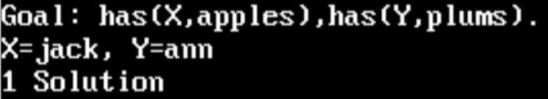 Goal: has(X,apples),has(Y,plums).
X=jack, Y=ann
1 Solution